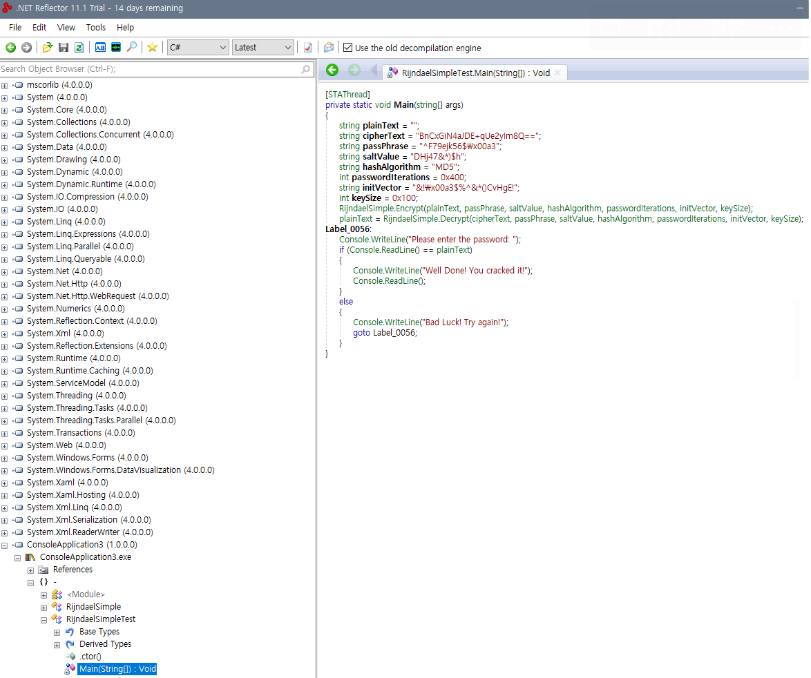 .NET Reflector 11.1 Trial - 14 days remaining
File Edit View Tools Help
C# Latest Use the old decompilation engine
Search Object Browser (Ctrl-F);
mscorlib (4.0.0.0)
System (4.0.0.0)
System.Core (4.0.0.0)
System.Collections (4.0.0.0)
System.Collections.Concurrent (4.0.0.0)
System.Data (4.0.0.0)
System.Drawing (4.0.0.0)
System.Dynamic (4.0.0.0)
System.Dynamic.Runtime (4.0.0.0)
System.IO.Compression (4.0.0.0)
System.IO (4.0.0.0)
System.Linq (4.0.0.0)
System.Linq.Expressions (4.0.0.0)
System.Linq.Parallel (4.0.0.0)
System.Linq.Queryable (4.0.0.0)
System.Net (4.0.0.0)
System.Net.Http (4.0.0.0)
System.Net.Http.WebRequest (4.0.0.0)
System.Numerics (4.0.0.0)
System.Reflection.Context (4.0.0.0)
System.Xml (4.0.0.0)
System.Reflection.Extensions (4.0.0.0)
System.Runtime (4.0.0.0)
System.Runtime.Caching (4.0.0.0)
System.ServiceModel (4.0.0.0)
System.Threading (4.0.0.0)
System.Threading.Tasks (4.0.0.0)
System.Threading.Tasks.Parallel (4.0.0.0)
System.Transactions (4.0.0.0)
System.Web (4.0.0.0)
System.Windows.Forms (4.0.0.0)
System.Windows.Forms.DataVisualization (4.0.0.0)
System.Xaml (4.0.0.0)
System.Xaml.Hosting (4.0.0.0)
System.Xml.Linq (4.0.0.0)
System.Xml.Serialization (4.0.0.0)
System.Xml.ReaderWriter (4.0.0.0)
ConsoleApplication3 (1.0.0.0)
ConsoleApplication3.exe
References
{ } -
<Module>
RijndaelSimple
RijndaelSimpleTest
Base Types
Derived Types
.ctor()
Main(String[]) : Void
RijndaelSimpleTest.Main(String[]) : Void
[STAThread]
private static void Main(string[] args)
{
string plainText = "";
string cipherText = "BnCxGiN4aJDE+qUe2yIm8Q==";
string passPhrase = "^F79ejk56$₩x00a3";
string saltValue = "DHj47&*)$h";
string hashAlgorithm = "MD5";
int passwordIterations = 0x400;
string initVector = "&!₩x00a3$%^&*()CvHgE!";
int keySize = 0x100;
RijndaelSimple.Encrypt(plainText, passPhrase, saltValue, hashAlgorithm, passwordIterations, initVector, keySize);
plainText = RijndaelSimple.Decrypt(cipherText, passPhrase, saltValue, hashAlgorithm, passwordIterations, initVector, keySize);
Label_0056:
Console.WriteLine("Please enter the password: ");
if (Console.ReadLine() == plainText)
{
Console.WriteLine("Well Done! You cracked it!");
Console.ReadLine();
}
else
{
Console.WriteLine("Bad Luck! Try again!");
goto Label_0056;
}
}